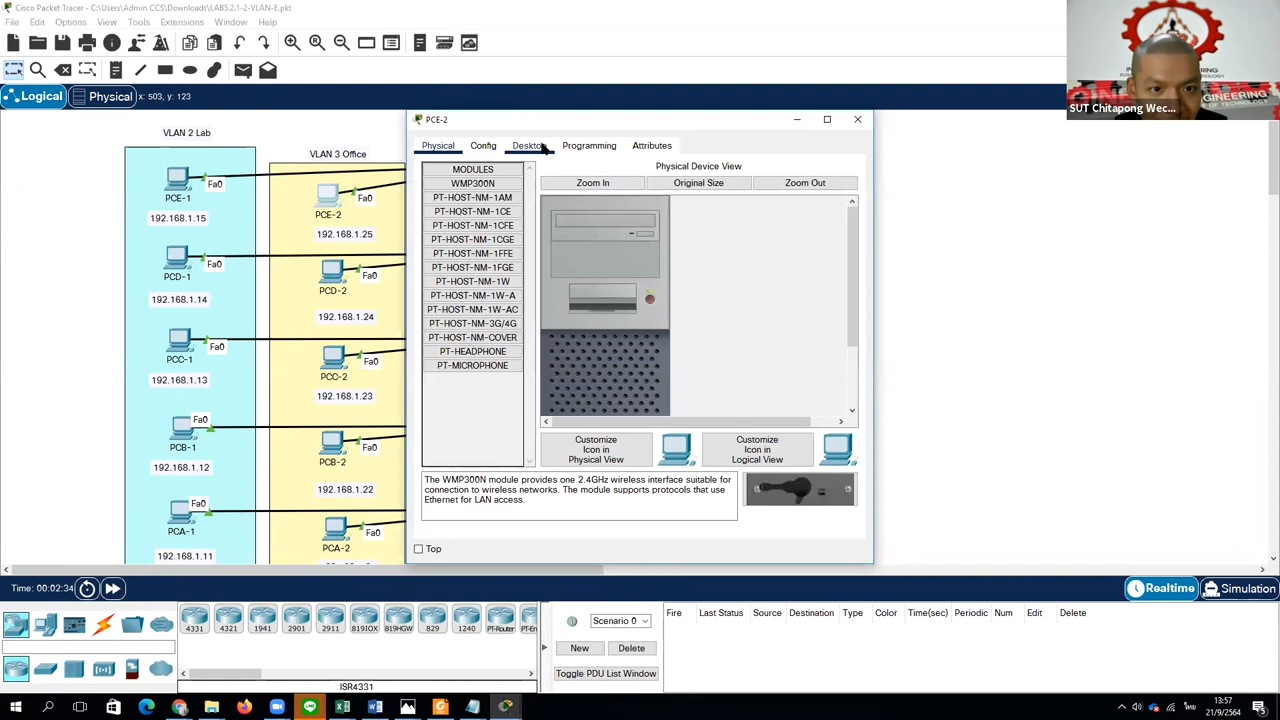 Cisco Packet Tracer - C:\Users\Admin CCS\Downloads\LAB5.2.1-2-VLAN-E.pkt
File Edit Options View Tools Extensions Window Help
Logical Physical x: 503, y: 123
SUT Chitapong Wec...
VLAN 2 Lab
VLAN 3 Office
PCE-1
Fa0
192.168.1.15
PCE-2
Fa0
192.168.1.25
PCD-1
Fa0
192.168.1.14
PCD-2
Fa0
192.168.1.24
PCC-1
Fa0
192.168.1.13
PCC-2
Fa0
192.168.1.23
PCB-1
Fa0
192.168.1.12
PCB-2
Fa0
192.168.1.22
PCA-1
Fa0
192.168.1.11
PCA-2
Fa0
PCE-2
Physical Config Desktop Programming Attributes
MODULES
WMP300N
PT-HOST-NM-1AM
PT-HOST-NM-1CE
PT-HOST-NM-1CFE
PT-HOST-NM-1CGE
PT-HOST-NM-1FFE
PT-HOST-NM-1FGE
PT-HOST-NM-1W
PT-HOST-NM-1W-A
PT-HOST-NM-1W-AC
PT-HOST-NM-3G/4G
PT-HOST-NM-COVER
PT-HEADPHONE
PT-MICROPHONE
Physical Device View
Zoom In Original Size Zoom Out
Customize
Icon in
Physical View
Customize
Icon in
Logical View
The WMP300N module provides one 2.4GHz wireless interface suitable for
connection to wireless networks. The module supports protocols that use
Ethernet for LAN access.
Top
Time: 00:02:34
Realtime Simulation
4331 4321 1941 2901 2911 819IOX 819HGW 829 1240 PT-Router
ISR4331
Scenario 0
New Delete
Toggle PDU List Window
Fire Last Status Source Destination Type Color Time(sec) Periodic Num Edit Delete
13:57
21/9/2564